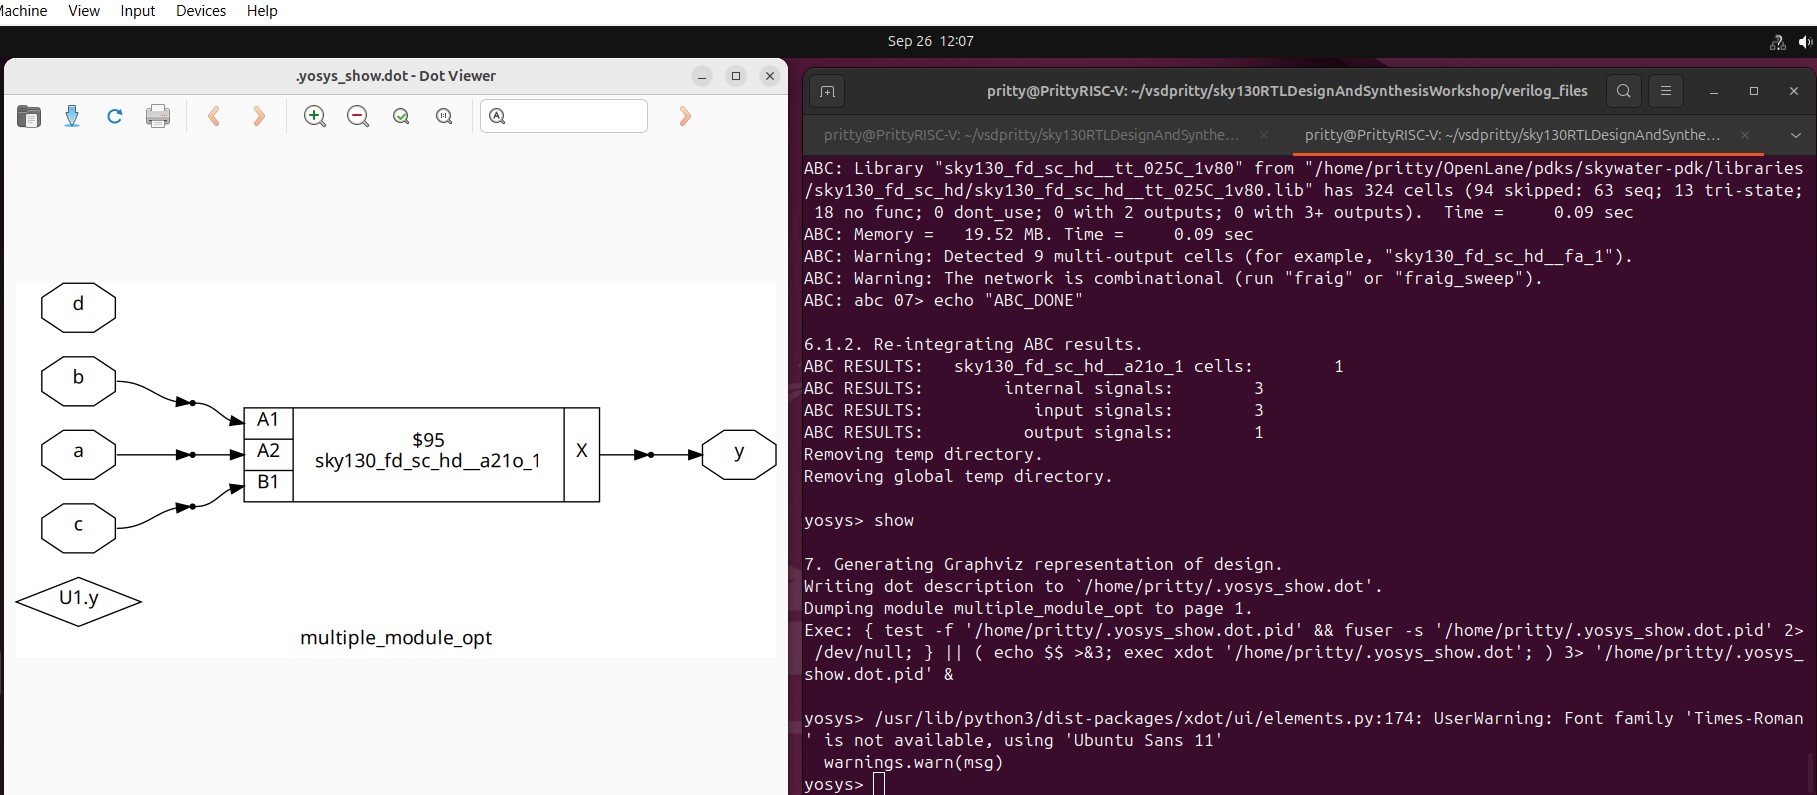 Machine View Input Devices Help
Sep 26 12:07
.yosys_show.dot - Dot Viewer
d
b
a
c
U1.y
A1
A2
B1
$95
sky130_fd_sc_hd__a21o_1
X
y
multiple_module_opt
pritty@PrittyRISC-V: ~/vsdpritty/sky130RTLDesignAndSynthesisWorkshop/verilog_files
pritty@PrittyRISC-V: ~/vsdpritty/sky130RTLDesignAndSynthe...
pritty@PrittyRISC-V: ~/vsdpritty/sky130RTLDesignAndSynthe...
ABC: Library "sky130_fd_sc_hd__tt_025C_1v80" from "/home/pritty/OpenLane/pdks/skywater-pdk/libraries
/sky130_fd_sc_hd/sky130_fd_sc_hd__tt_025C_1v80.lib" has 324 cells (94 skipped: 63 seq; 13 tri-state;
18 no func; 0 dont_use; 0 with 2 outputs; 0 with 3+ outputs). Time = 0.09 sec
ABC: Memory = 19.52 MB. Time = 0.09 sec
ABC: Warning: Detected 9 multi-output cells (for example, "sky130_fd_sc_hd__fa_1").
ABC: Warning: The network is combinational (run "fraig" or "fraig_sweep").
ABC: abc 07> echo "ABC_DONE"
6.1.2. Re-integrating ABC results.
ABC RESULTS: sky130_fd_sc_hd__a21o_1 cells: 1
ABC RESULTS: internal signals: 3
ABC RESULTS: input signals: 3
ABC RESULTS: output signals: 1
Removing temp directory.
Removing global temp directory.
yosys> show
7. Generating Graphviz representation of design.
Writing dot description to `/home/pritty/.yosys_show.dot'.
Dumping module multiple_module_opt to page 1.
Exec: { test -f '/home/pritty/.yosys_show.dot.pid' && fuser -s '/home/pritty/.yosys_show.dot.pid' 2>
/dev/null; } || ( echo $$ >&3; exec xdot '/home/pritty/.yosys_show.dot'; ) 3> '/home/pritty/.yosys_
show.dot.pid' &
yosys> /usr/lib/python3/dist-packages/xdot/ui/elements.py:174: UserWarning: Font family 'Times-Roman
' is not available, using 'Ubuntu Sans 11'
warnings.warn(msg)
yosys>